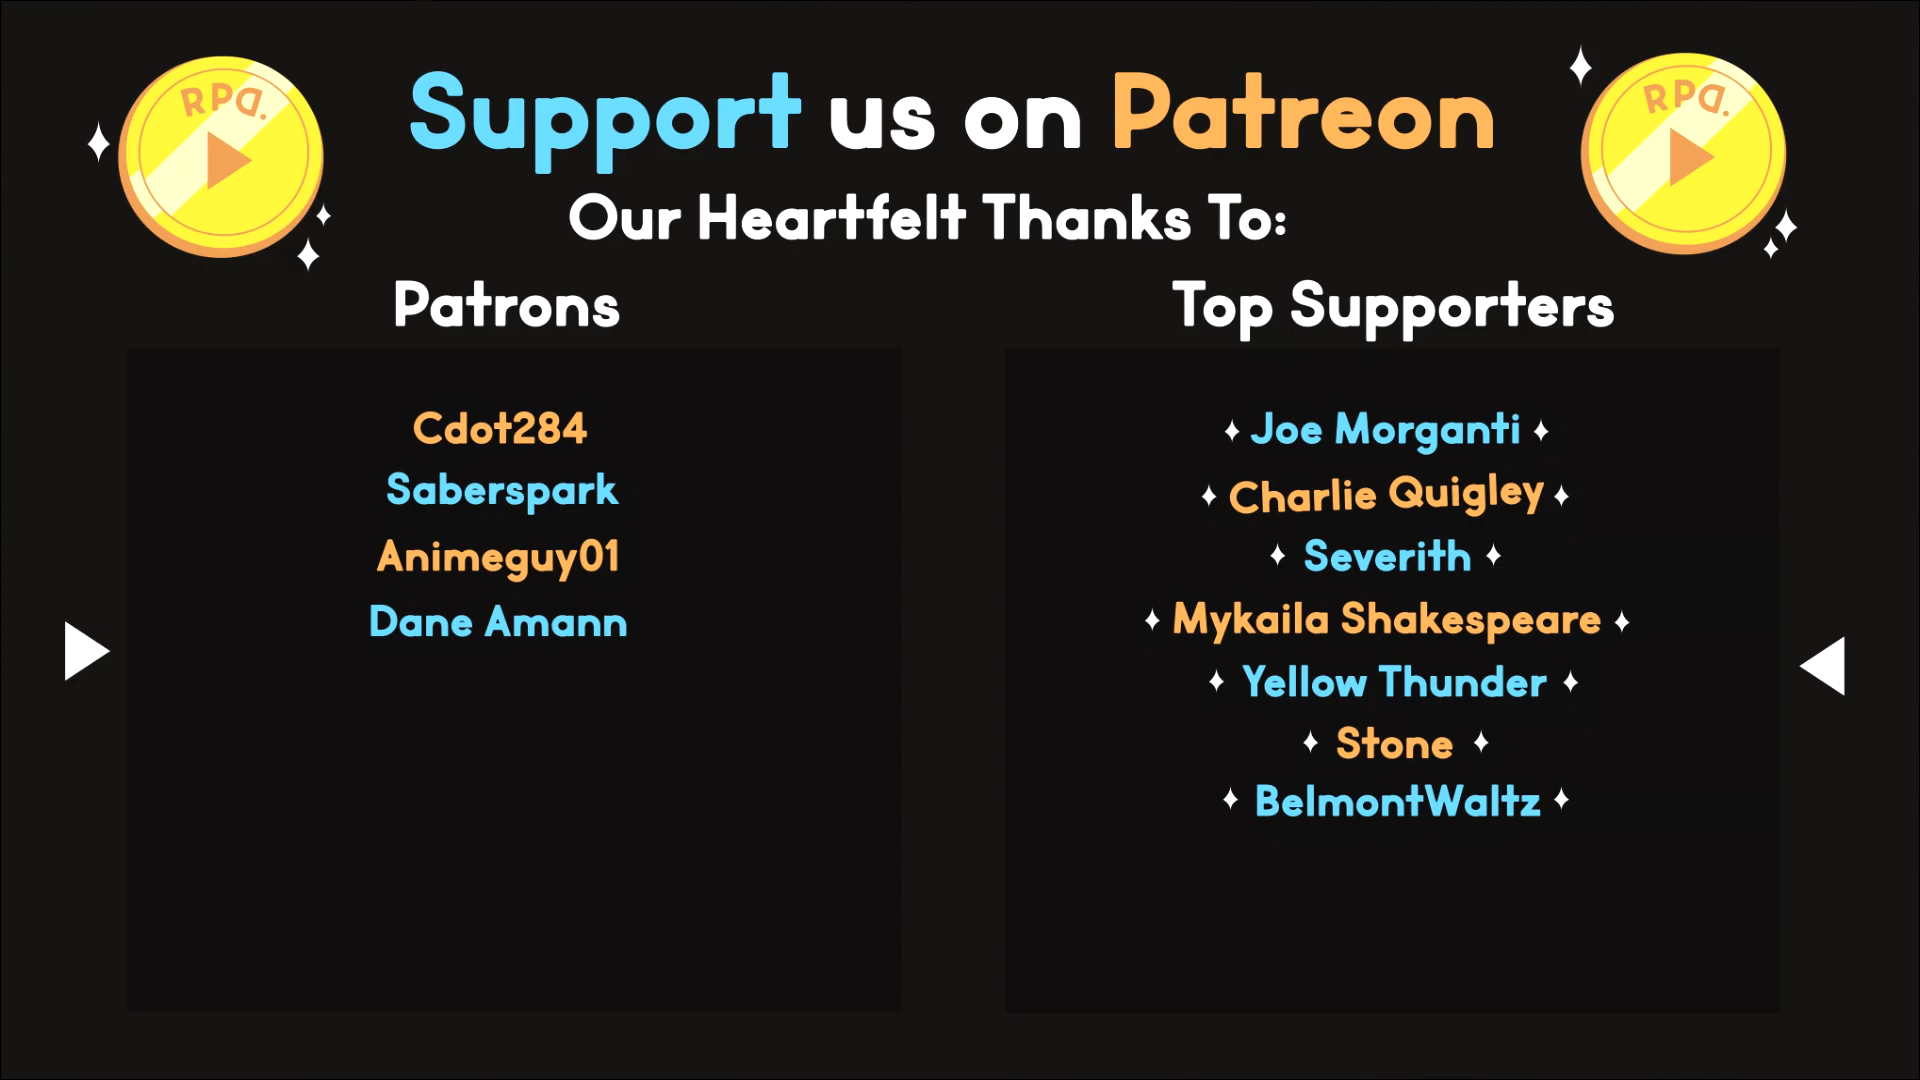 RPA.
Support us on Patreon
RPA.
Our Heartfelt Thanks To:
Patrons
Cdot284
Saberspark
Animeguy01
Dane Amann
Top Supporters
Joe Morganti
Charlie Quigley
Severith
Mykaila Shakespeare
Yellow Thunder
Stone
BelmontWaltz